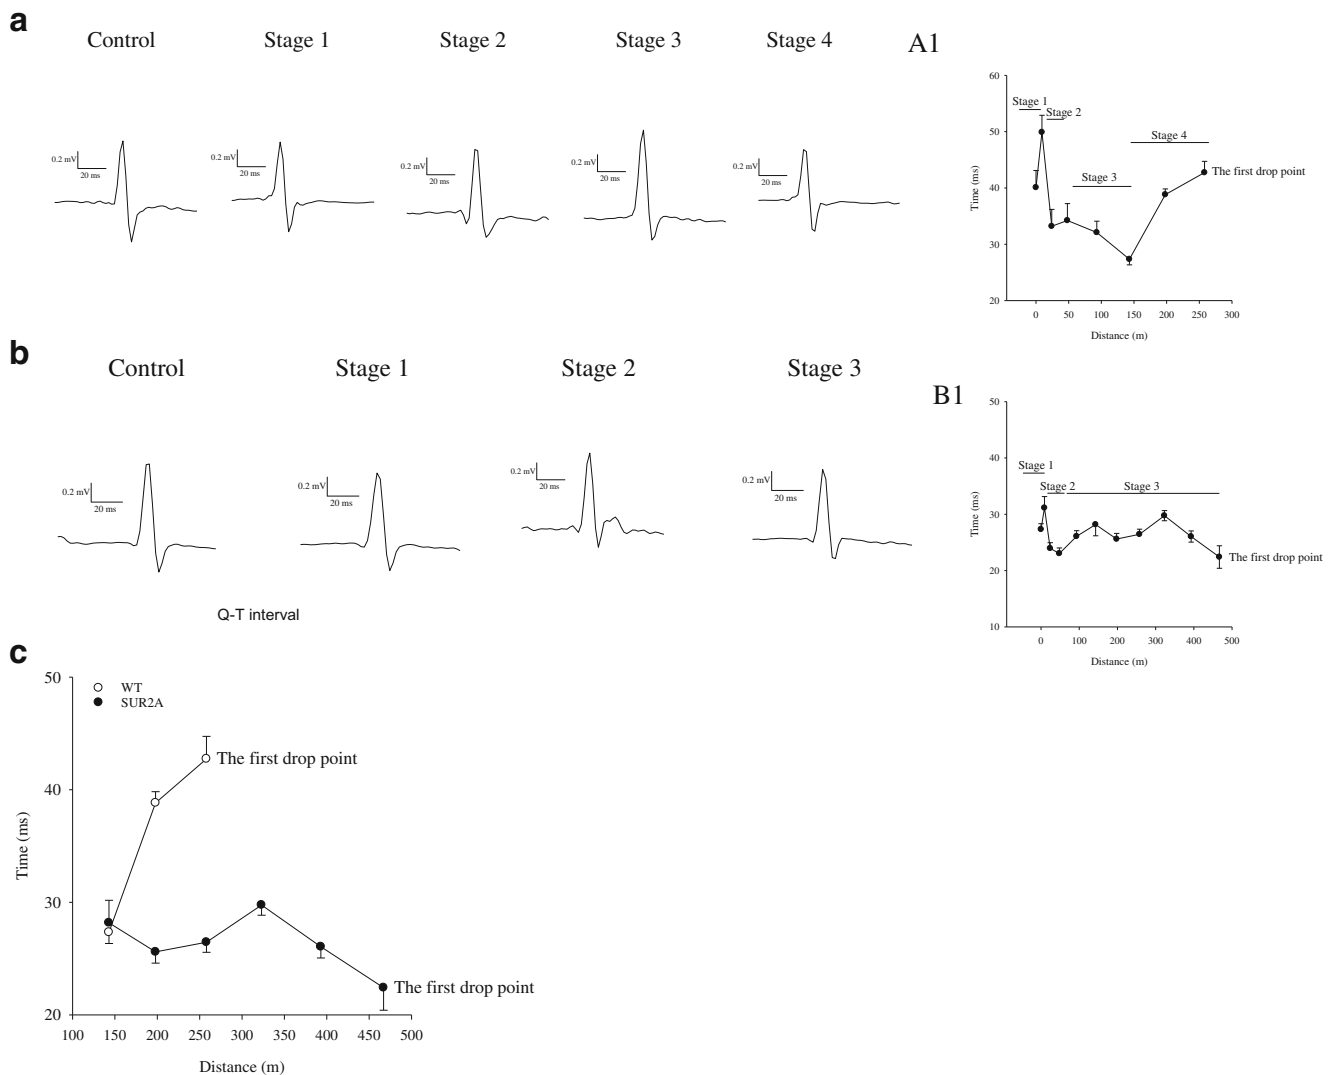 a
Control Stage 1 Stage 2 Stage 3 Stage 4 A1
0.2 mV
20 ms
0.2 mV
20 ms
0.2 mV
20 ms
0.2 mV
20 ms
0.2 mV
20 ms
60
50
40
30
20
Time (ms)
Stage 1
Stage 2
Stage 3
Stage 4
The first drop point
0 50 100 150 200 250 300
Distance (m)
b
Control Stage 1 Stage 2 Stage 3 B1
0.2 mV
20 ms
0.2 mV
20 ms
0.2 mV
20 ms
0.2 mV
20 ms
50
40
30
20
10
Time (ms)
Stage 1
Stage 2
Stage 3
The first drop point
0 100 200 300 400 500
Distance (m)
Q-T interval
c
50
40
30
20
Time (ms)
WT
SUR2A
The first drop point
The first drop point
100 150 200 250 300 350 400 450 500
Distance (m)